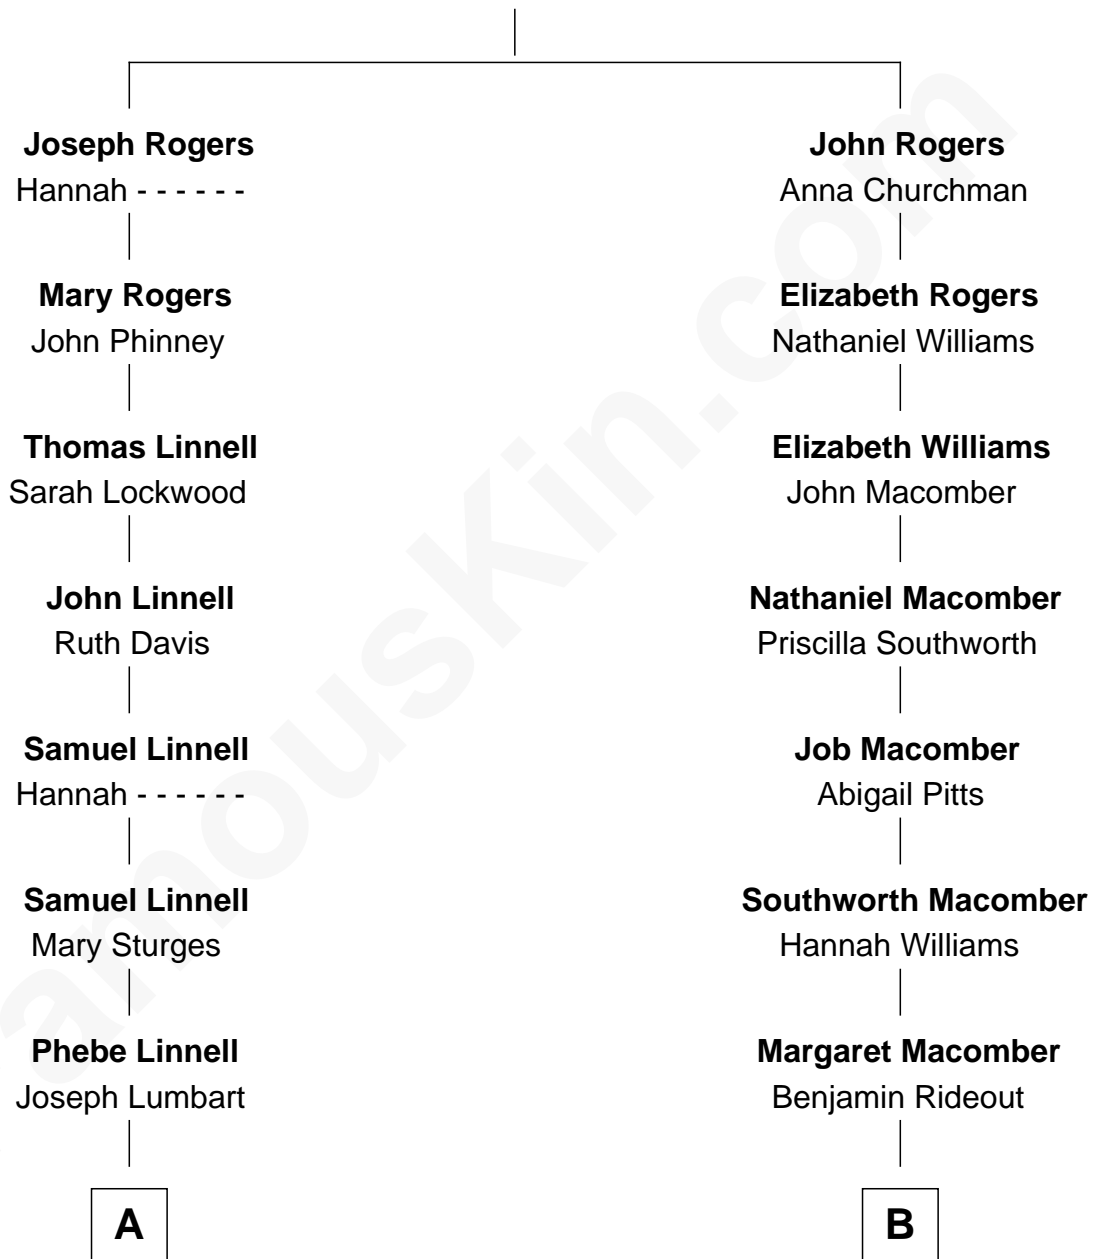 Joseph Rogers
Hannah - - - - - -
Mary Rogers
John Phinney
Thomas Linnell
Sarah Lockwood
John Linnell
Ruth Davis
Samuel Linnell
Hannah - - - - - -
Samuel Linnell
Mary Sturges
Phebe Linnell
Joseph Lumbart
A
John Rogers
Anna Churchman
Elizabeth Rogers
Nathaniel Williams
Elizabeth Williams
John Macomber
Nathaniel Macomber
Priscilla Southworth
Job Macomber
Abigail Pitts
Southworth Macomber
Hannah Williams
Margaret Macomber
Benjamin Rideout
B
amousKin.com